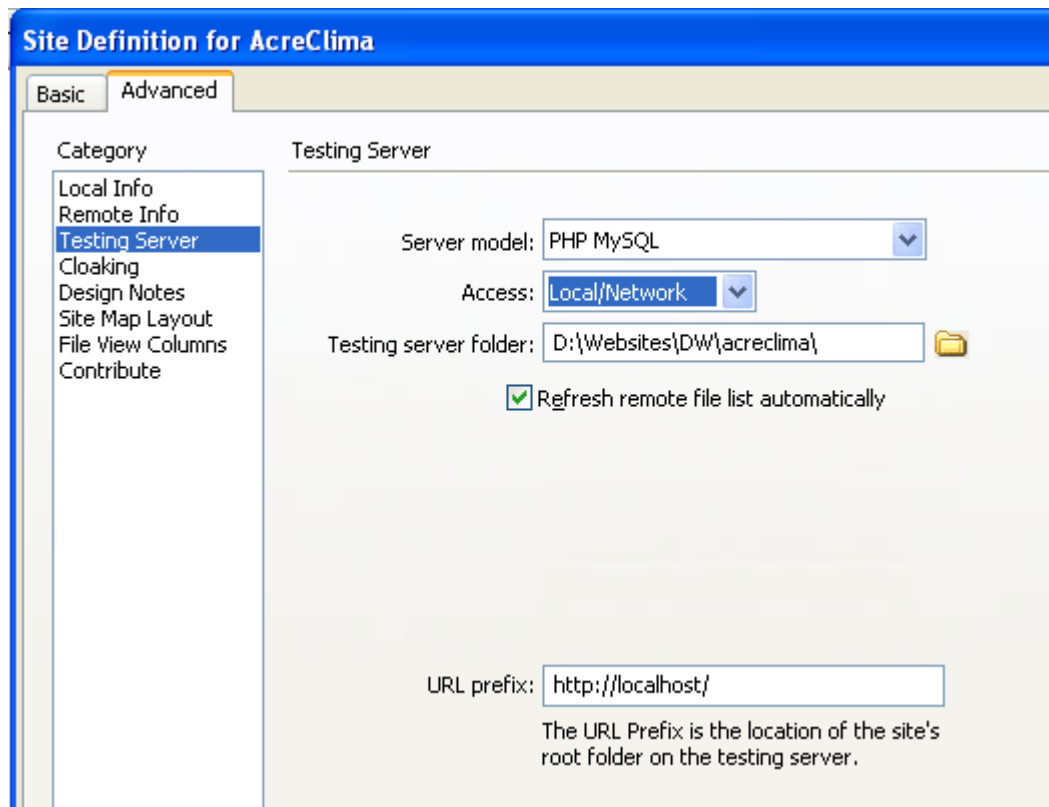 Site Definition for AcreClima
Basic
Advanced
Category
Local Info
Remote Info
Testing Server
Cloaking
Design Notes
Site Map Layout
File View Columns
Contribute
Testing Server
Server model: PHP MySQL
Access: Local/Network
Testing server folder: D:\Websites\DW\acreclima\
Refresh remote file list automatically
URL prefix: http://localhost/
The URL Prefix is the location of the site's
root folder on the testing server.